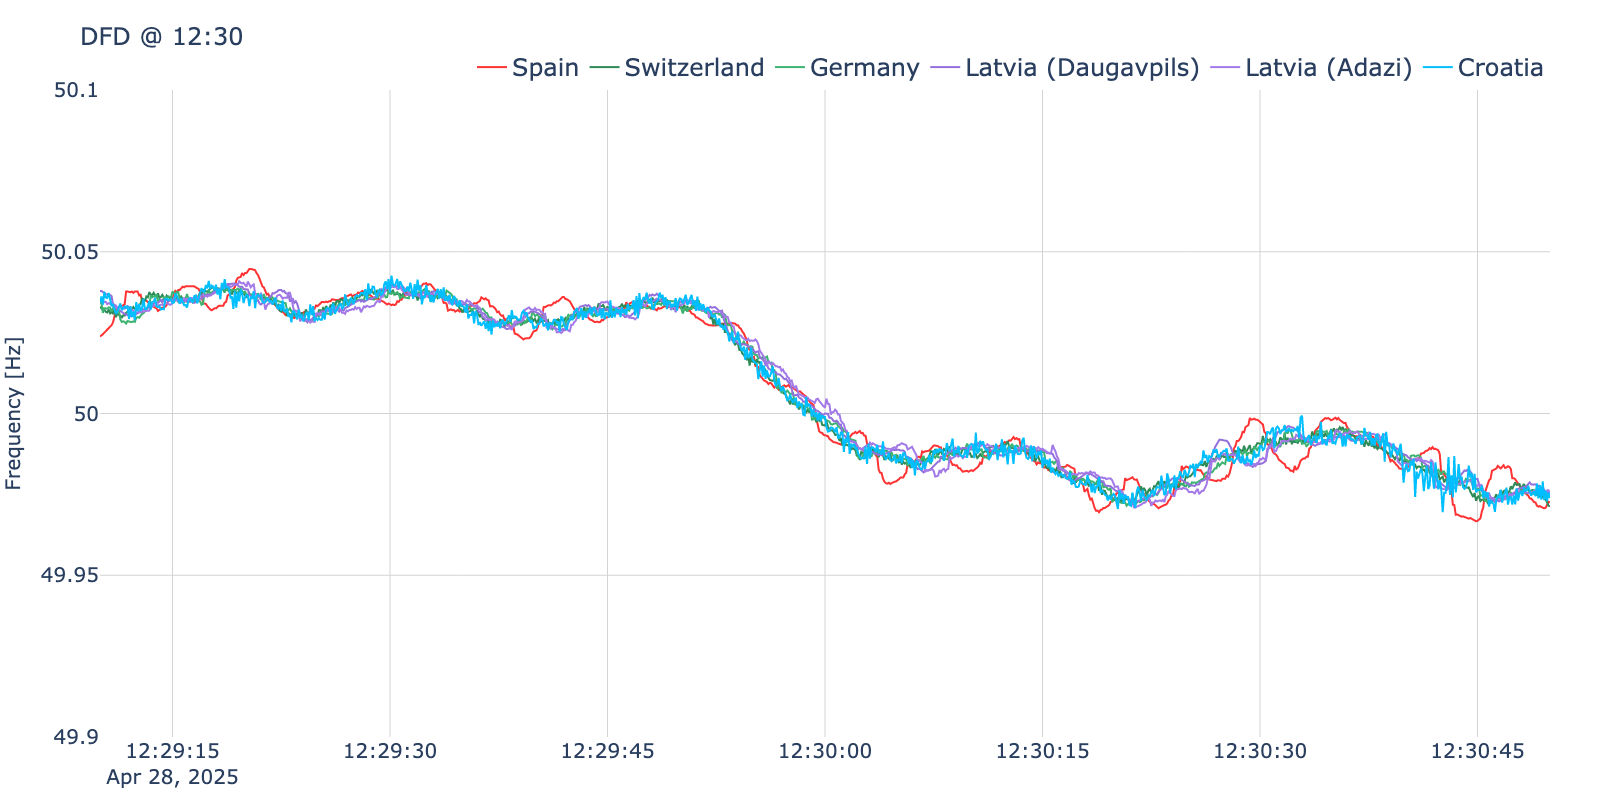 DFD @ 12:30
Spain Switzerland Germany Latvia (Daugavpils) Latvia (Adazi) Croatia
50.1
50.05
50
49.95
49.9
Frequency [Hz]
12:29:15 12:29:30 12:29:45 12:30:00 12:30:15 12:30:30 12:30:45
Apr 28, 2025